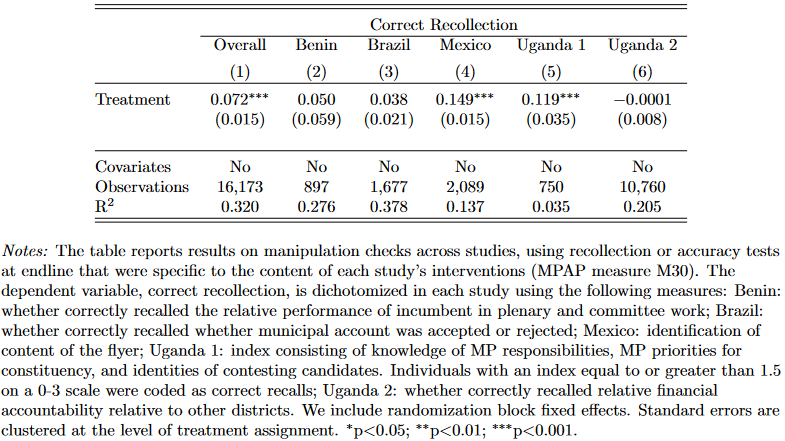 Correct Recollection
Overall Benin Brazil Mexico Uganda 1 Uganda 2
(1) (2) (3) (4) (5) (6)
Treatment 0.072*** 0.050 0.038 0.149*** 0.119*** −0.0001
(0.015) (0.059) (0.021) (0.015) (0.035) (0.008)
Covariates No No No No No No
Observations 16,173 897 1,677 2,089 750 10,760
R² 0.320 0.276 0.378 0.137 0.035 0.205
Notes: The table reports results on manipulation checks across studies, using recollection or accuracy tests
at endline that were specific to the content of each study's interventions (MPAP measure M30). The
dependent variable, correct recollection, is dichotomized in each study using the following measures: Benin:
whether correctly recalled the relative performance of incumbent in plenary and committee work; Brazil:
whether correctly recalled whether municipal account was accepted or rejected; Mexico: identification of
content of the flyer; Uganda 1: index consisting of knowledge of MP responsibilities, MP priorities for
constituency, and identities of contesting candidates. Individuals with an index equal to or greater than 1.5
on a 0-3 scale were coded as correct recalls; Uganda 2: whether correctly recalled relative financial
accountability relative to other districts. We include randomization block fixed effects. Standard errors are
clustered at the level of treatment assignment. *p<0.05; **p<0.01; ***p<0.001.